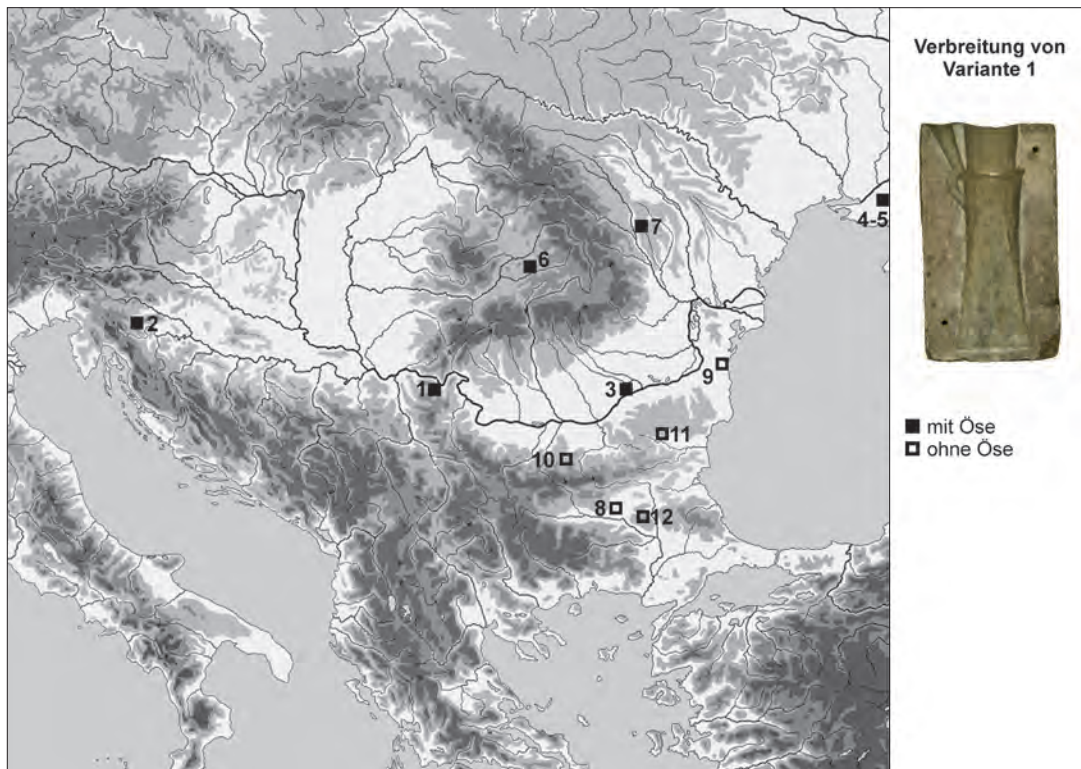 Verbreitung von
Variante 1
mit Öse
ohne Öse
4-5
7
6
2
9
1
3
11
10
8
12